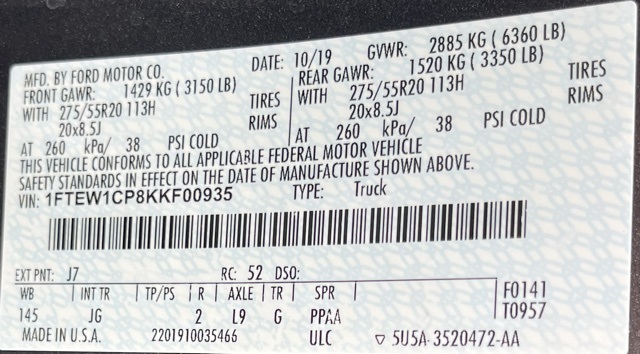 MFD. BY FORD MOTOR CO. DATE: 10/19 GVWR: 2885 KG ( 6360 LB)
FRONT GAWR: 1429 KG ( 3150 LB) REAR GAWR: 1520 KG ( 3350 LB)
WITH 275/55R20 113H TIRES WITH 275/55R20 113H TIRES
20x8.5J RIMS 20x8.5J RIMS
AT 260 kPa/ 38 PSI COLD AT 260 kPa/ 38 PSI COLD
THIS VEHICLE CONFORMS TO ALL APPLICABLE FEDERAL MOTOR VEHICLE
SAFETY STANDARDS IN EFFECT ON THE DATE OF MANUFACTURE SHOWN ABOVE.
VIN: 1FTEW1CP8KKF00935 TYPE: Truck
EXT PNT: J7 RC: 52 DSO:
WB INT TR TP/PS R AXLE TR SPR F0141
145 JG 2 L9 G PPAA T0957
MADE IN U.S.A. 2201910035466 ULC ▽ 5U5A-3520472-AA